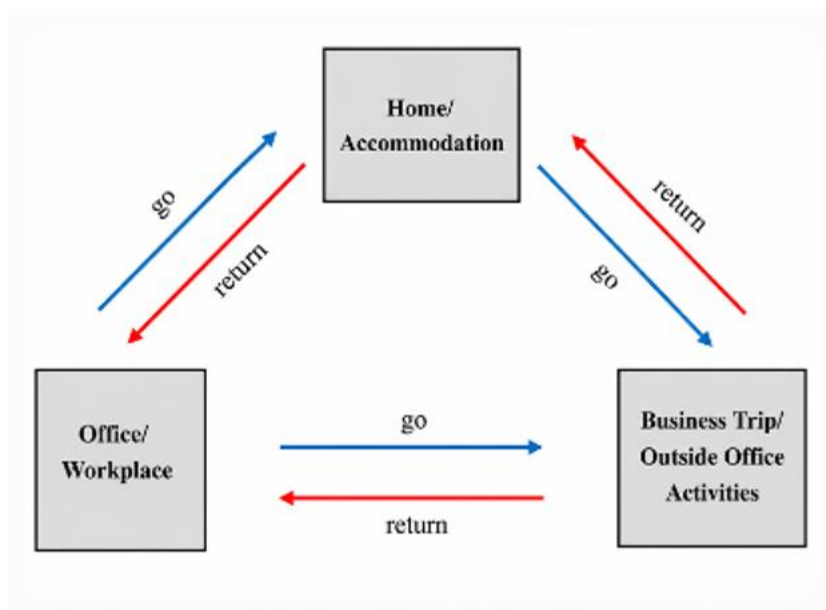 Home/
Accommodation
go
return
return
go
Office/
Workplace
go
return
Business Trip/
Outside Office
Activities